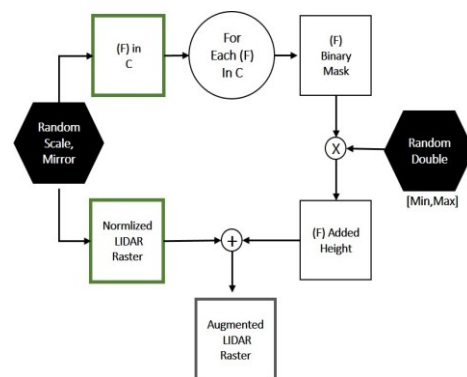 (F) in
C
For
Each (F)
In C
(F)
Binary
Mask
Random
Scale,
Mirror
X
Random
Double
[Min,Max]
Normlized
LIDAR
Raster
+
(F) Added
Height
Augmented
LIDAR
Raster